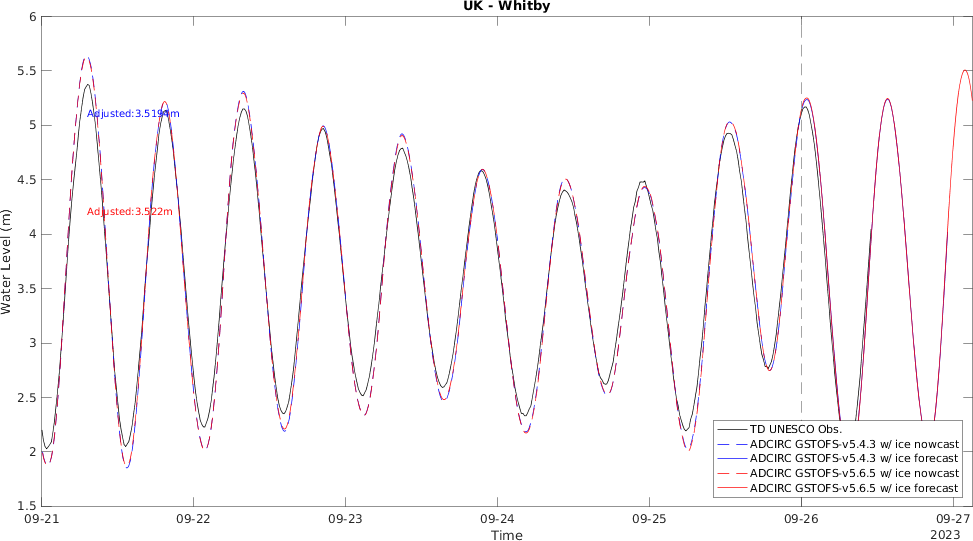 UK - Whitby
6
5.5
5
4.5
4
3.5
3
2.5
2
1.5
Water Level (m)
Adjusted:3.522m
TD UNESCO Obs.
ADCIRC GSTOFS-v5.4.3 w/ ice nowcast
ADCIRC GSTOFS-v5.4.3 w/ ice forecast
ADCIRC GSTOFS-v5.6.5 w/ ice nowcast
ADCIRC GSTOFS-v5.6.5 w/ ice forecast
09-21 09-22 09-23 09-24 09-25 09-26 09-27
Time
2023